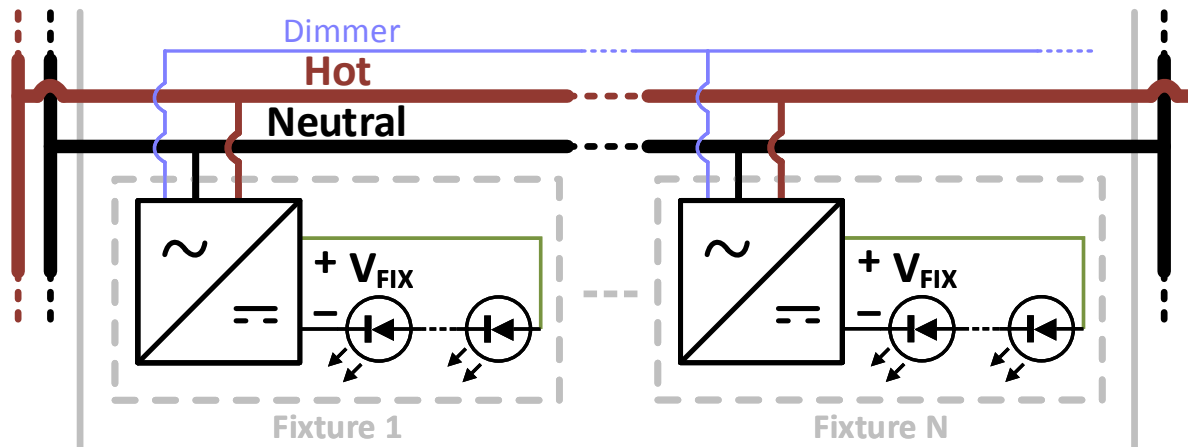 Dimmer
Hot
Neutral
+ VFIX
−
+ VFIX
−
Fixture 1
Fixture N